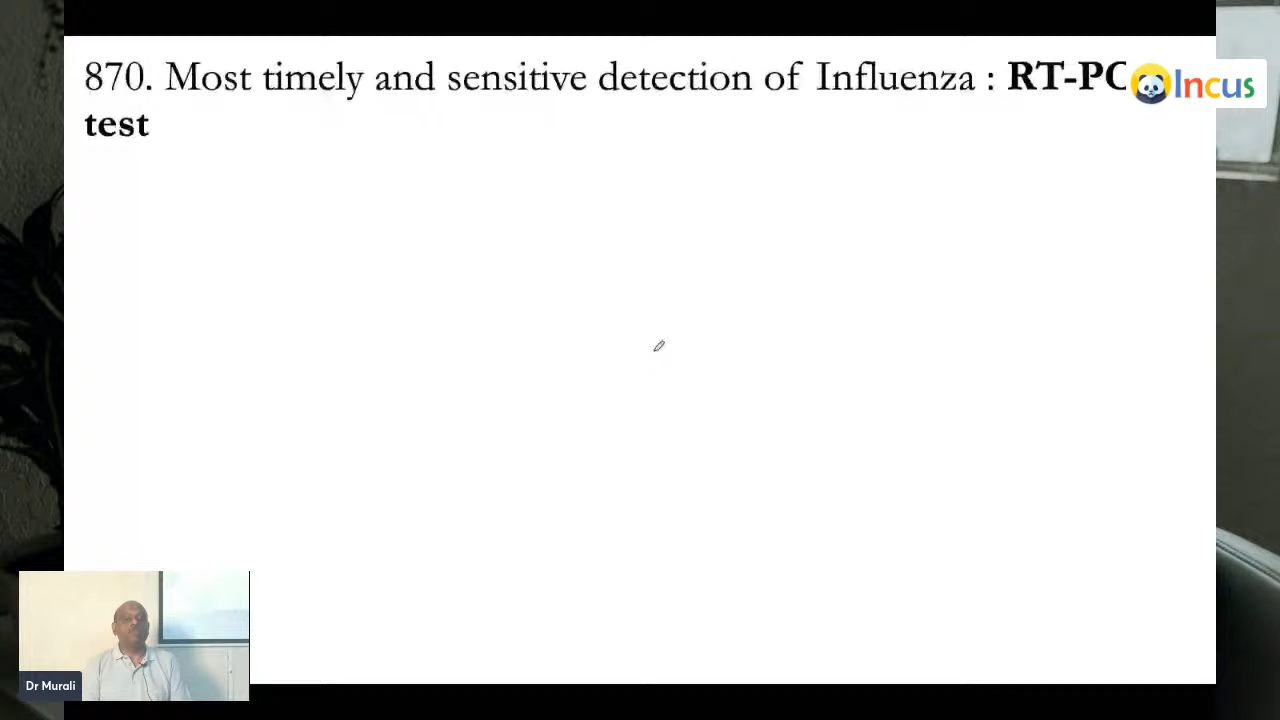 870. Most timely and sensitive detection of Influenza : RT-PC
test
Incus
Dr Murali